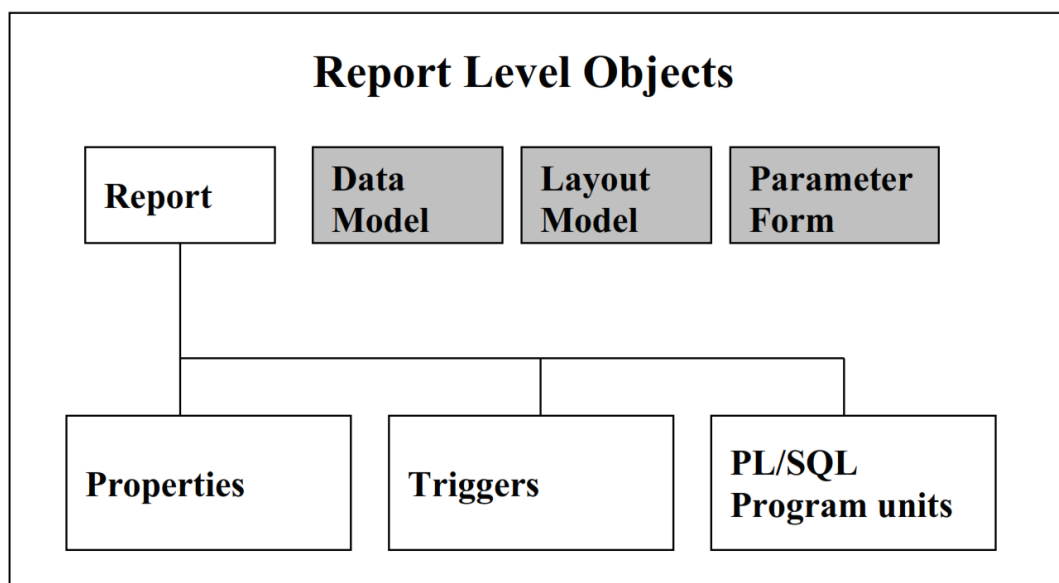 Report Level Objects
Report
Data
Model
Layout
Model
Parameter
Form
Properties
Triggers
PL/SQL
Program units